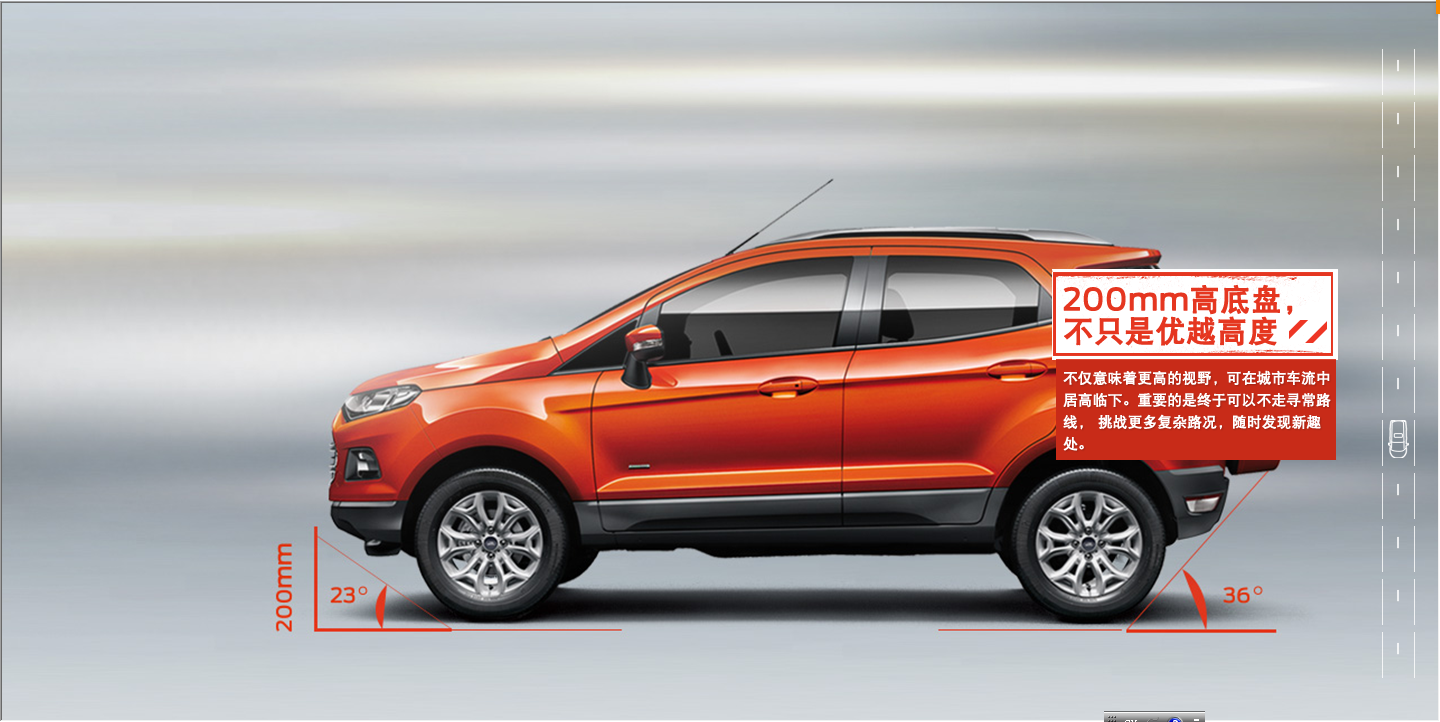 200mm高底盘，
不只是优越高度
不仅意味着更高的视野，可在城市车流中
居高临下。重要的是终于可以不走寻常路
线， 挑战更多复杂路况，随时发现新趣
处。
200mm
23°
36°